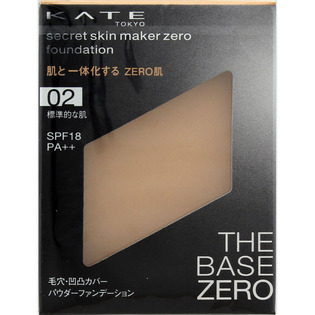 KATE
TOKYO
secret skin maker zero
foundation
肌と一体化する ZERO肌
02
標準的な肌
SPF18
PA++
THE
BASE
ZERO
毛穴・凹凸カバー
パウダーファンデーション